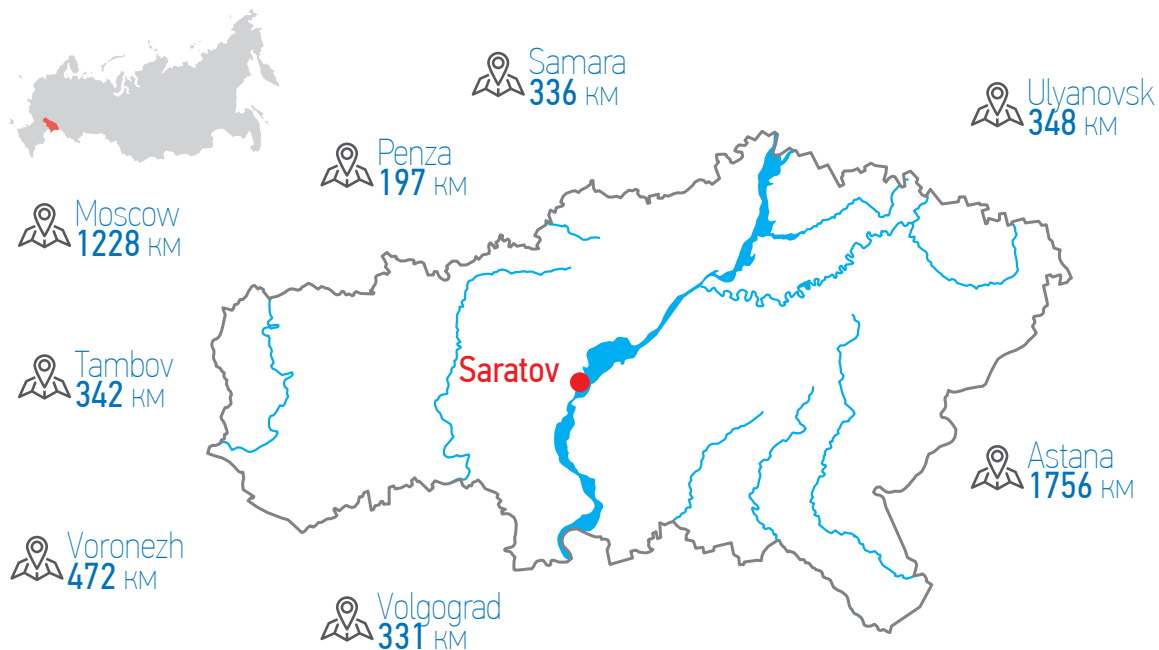 Samara
336 КМ
Ulyanovsk
348 КМ
Penza
197 КМ
Moscow
1228 КМ
Tambov
342 КМ
Saratov
Astana
1756 КМ
Voronezh
472 КМ
Volgograd
331 КМ